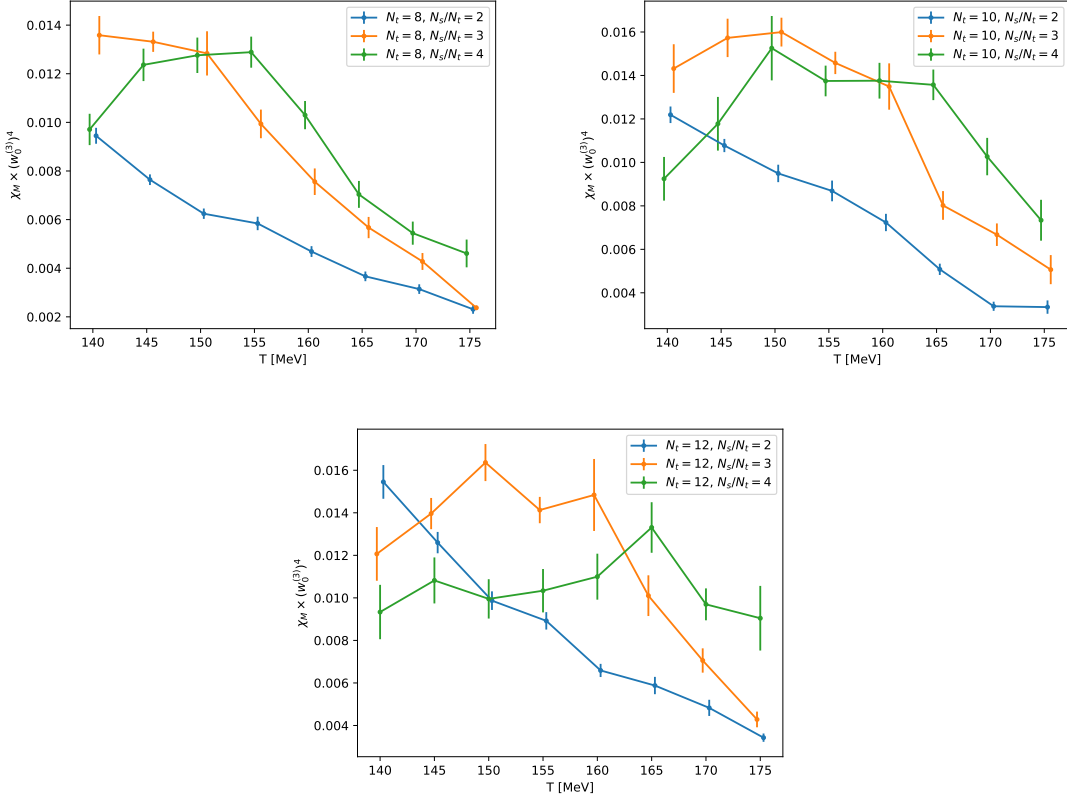 0.014
0.012
0.010
0.008
0.006
0.004
0.002
χ_M × (w_0^{(3)})^4
N_t = 8, N_s/N_t = 2
N_t = 8, N_s/N_t = 3
N_t = 8, N_s/N_t = 4
140 145 150 155 160 165 170 175
T [MeV]
0.016
0.014
0.012
0.010
0.008
0.006
0.004
χ_M × (w_0^{(3)})^4
N_t = 10, N_s/N_t = 2
N_t = 10, N_s/N_t = 3
N_t = 10, N_s/N_t = 4
140 145 150 155 160 165 170 175
T [MeV]
0.016
0.014
0.012
0.010
0.008
0.006
0.004
χ_M × (w_0^{(3)})^4
N_t = 12, N_s/N_t = 2
N_t = 12, N_s/N_t = 3
N_t = 12, N_s/N_t = 4
140 145 150 155 160 165 170 175
T [MeV]